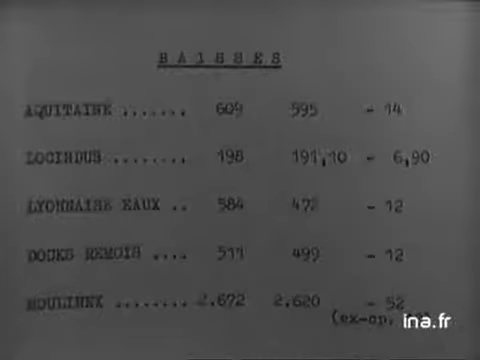 BAISSES
AQUITAINE ....... 609 595 - 14
LOCINDUS ........ 198 191,10 - 6,90
LYONNAISE EAUX .. 584 472 - 12
DOCKS REMOIS .... 511 499 - 12
MOULINEX ........ 2.672 2.620 - 52
(ex-op.
ina.fr